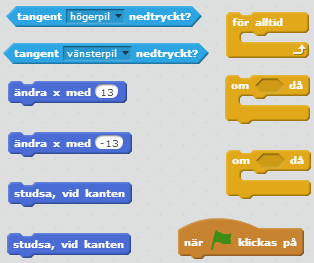 tangent högerpil nedtryckt?
tangent vänsterpil nedtryckt?
ändra x med 13
ändra x med -13
studsa, vid kanten
studsa, vid kanten
för alltid
om då
om då
när klickas på